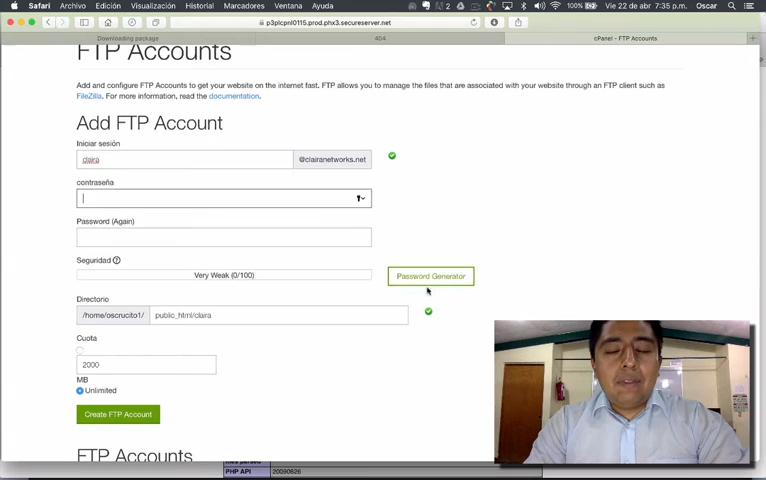 Safari Archivo Edición Visualización Historial Marcadores Ventana Ayuda 2 100% Vie 22 de abr 7:35 p.m. Oscar
p3plcpnl0115.prod.phx3.secureserver.net
Downloading package 404 cPanel - FTP Accounts
FTP Accounts
Add and configure FTP Accounts to get your website on the internet fast. FTP allows you to manage the files that are associated with your website through an FTP client such as
FileZilla. For more information, read the documentation.
Add FTP Account
Iniciar sesión
claira @clairanetworks.net
contraseña
Password (Again)
Seguridad
Very Weak (0/100) Password Generator
Directorio
/home/oscrucito1/ public_html/claira
Cuota
2000
MB
Unlimited
Create FTP Account
FTP Accounts
PHP API 20090626